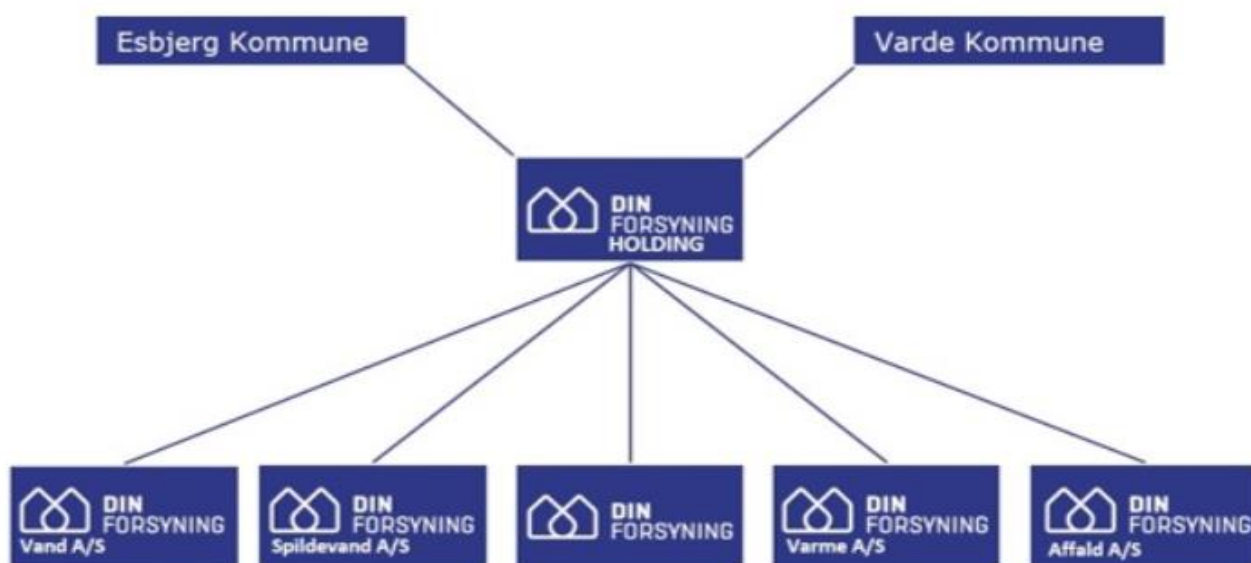 Esbjerg Kommune
Varde Kommune
DIN
FORSYNING
HOLDING
DIN
FORSYNING
Vand A/S
DIN
FORSYNING
Spildevand A/S
DIN
FORSYNING
DIN
FORSYNING
Varme A/S
DIN
FORSYNING
Affald A/S